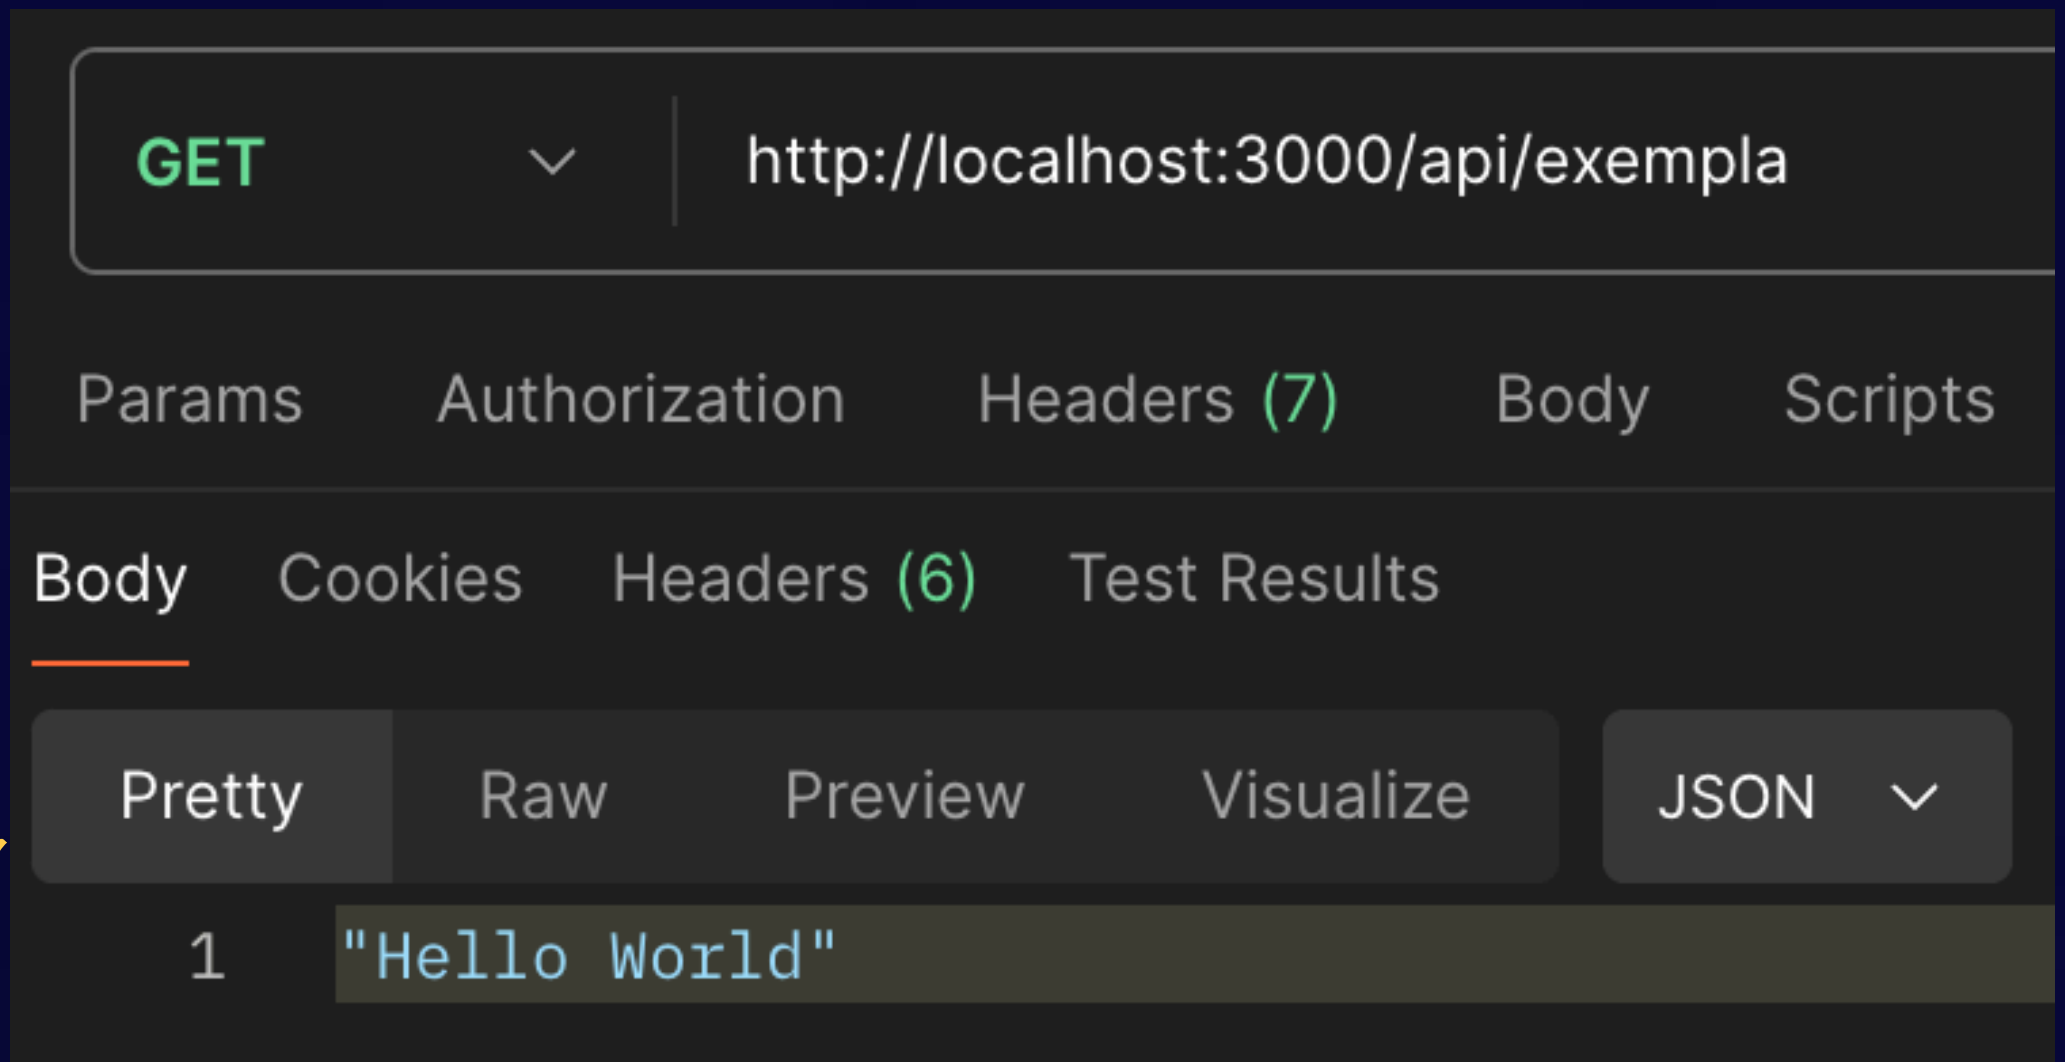 GET http://localhost:3000/api/exempla
Params Authorization Headers (7) Body Scripts
Body Cookies Headers (6) Test Results
Pretty Raw Preview Visualize JSON
1 "Hello World"